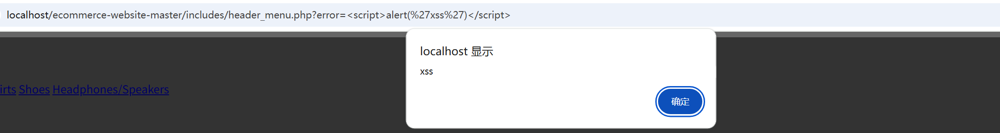 localhost/ecommerce-website-master/includes/header_menu.php?error=<script>alert(%27xss%27)</script>
localhost 显示
xss
irts Shoes Headphones/Speakers
确定